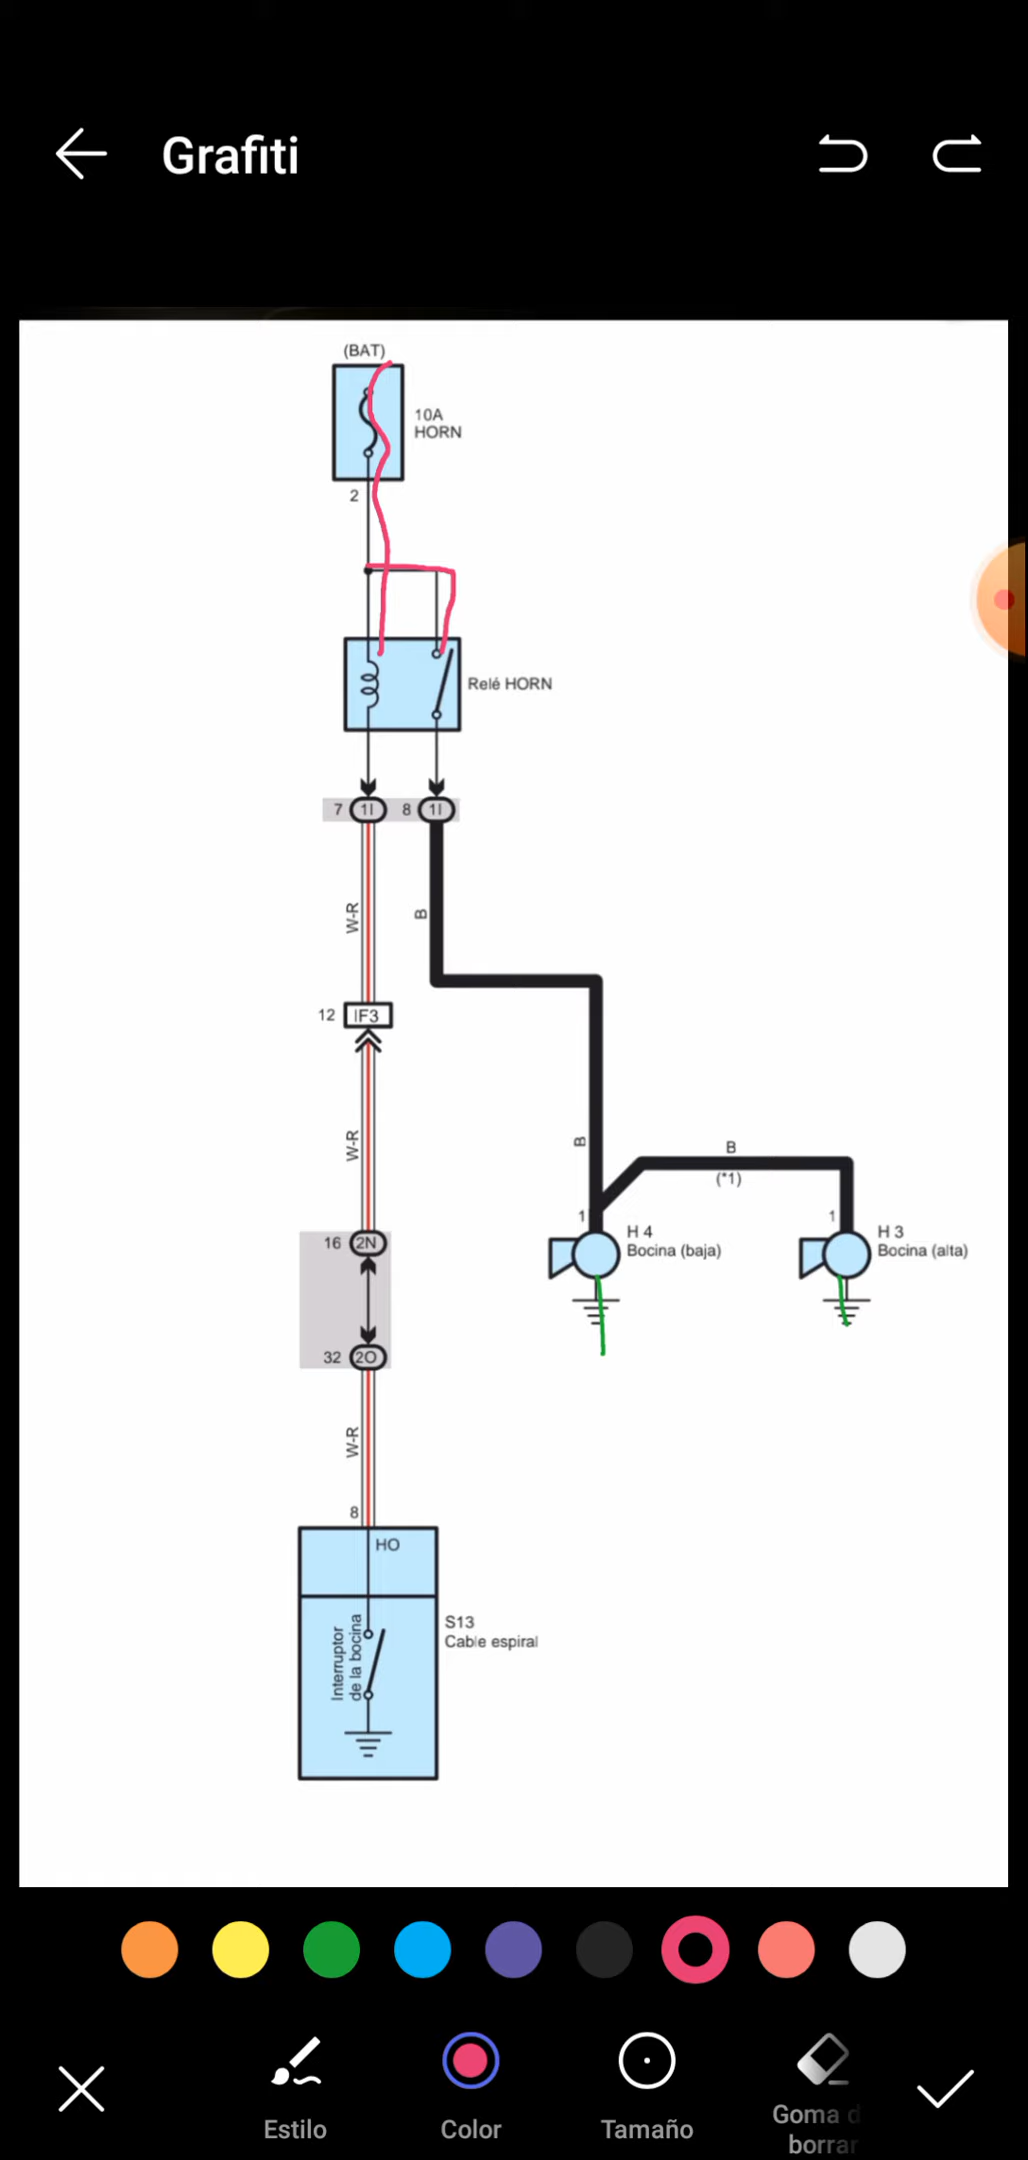 Grafiti
(BAT)
10A
HORN
2
Relé HORN
7 1I 8 1I
W-R
B
12 IF3
W-R
B
B
(*1)
1
H 4
Bocina (baja)
1
H 3
Bocina (alta)
16 2N
32 2O
W-R
8
HO
Interruptor
de la bocina
S13
Cable espiral
Estilo
Color
Tamaño
Goma d
borrar